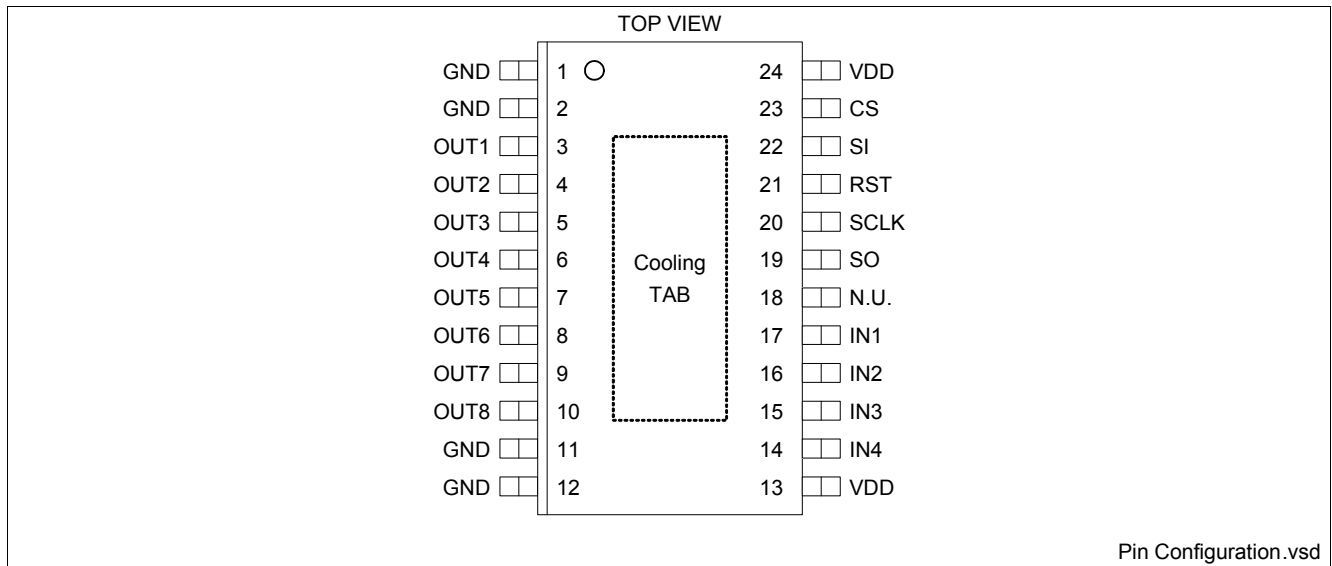 TOP VIEW
GND 1 24 VDD
GND 2 23 CS
OUT1 3 22 SI
OUT2 4 21 RST
OUT3 5 20 SCLK
OUT4 6 Cooling 19 SO
OUT5 7 TAB 18 N.U.
OUT6 8 17 IN1
OUT7 9 16 IN2
OUT8 10 15 IN3
GND 11 14 IN4
GND 12 13 VDD
Pin Configuration.vsd